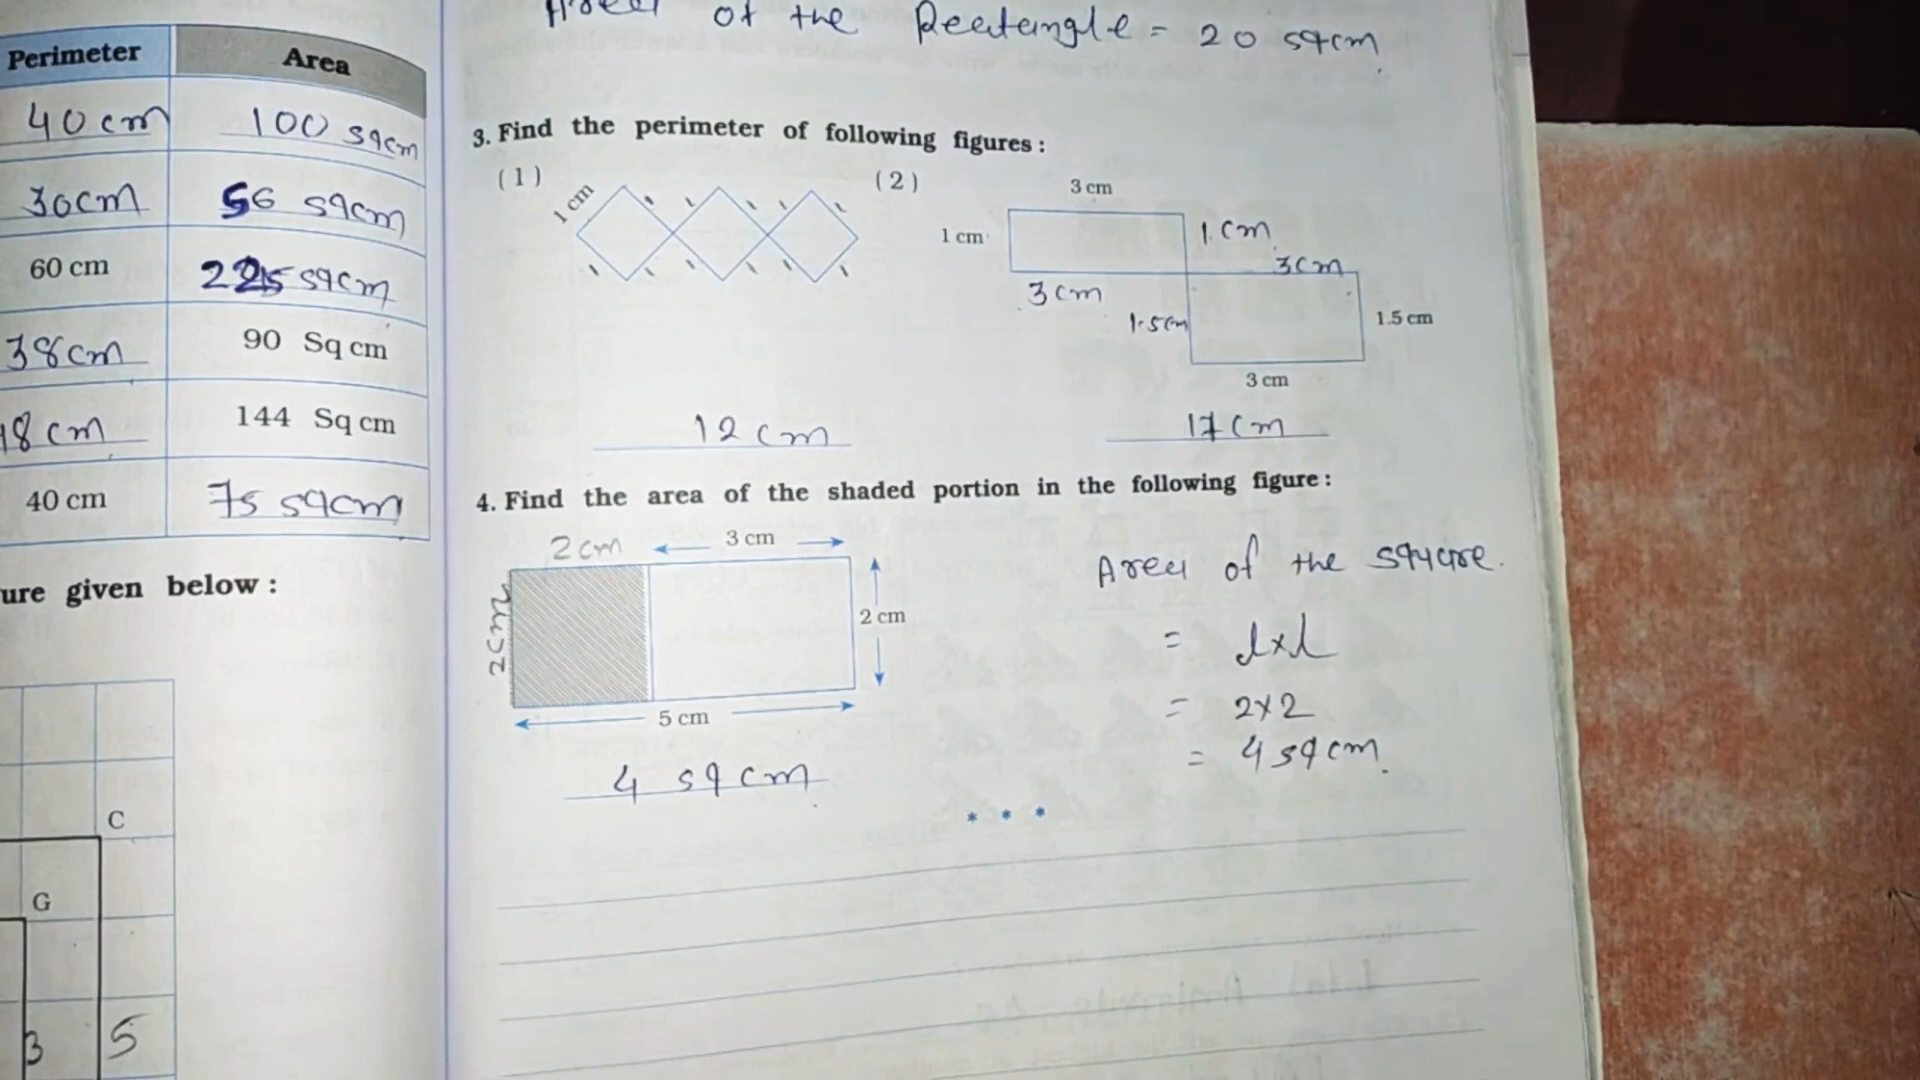 Perimeter Area
40 cm 100 sqcm
30cm 56 sqcm
60 cm 225 sqcm
38cm 90 Sq cm
8 cm 144 Sq cm
40 cm 75 sqcm
ure given below :
C
G
3 5
Area of the Rectangle = 20 sqcm.
3. Find the perimeter of following figures :
(1) 1 cm
(2) 3 cm
1 cm 1 cm
3cm
3 cm
1.5cm 1.5 cm
3 cm
12 cm 17 cm
4. Find the area of the shaded portion in the following figure :
2 cm 3 cm
2cm 2 cm
5 cm
4 sq cm
Area of the square.
= l×l
= 2×2
= 4 sq cm.
* * *